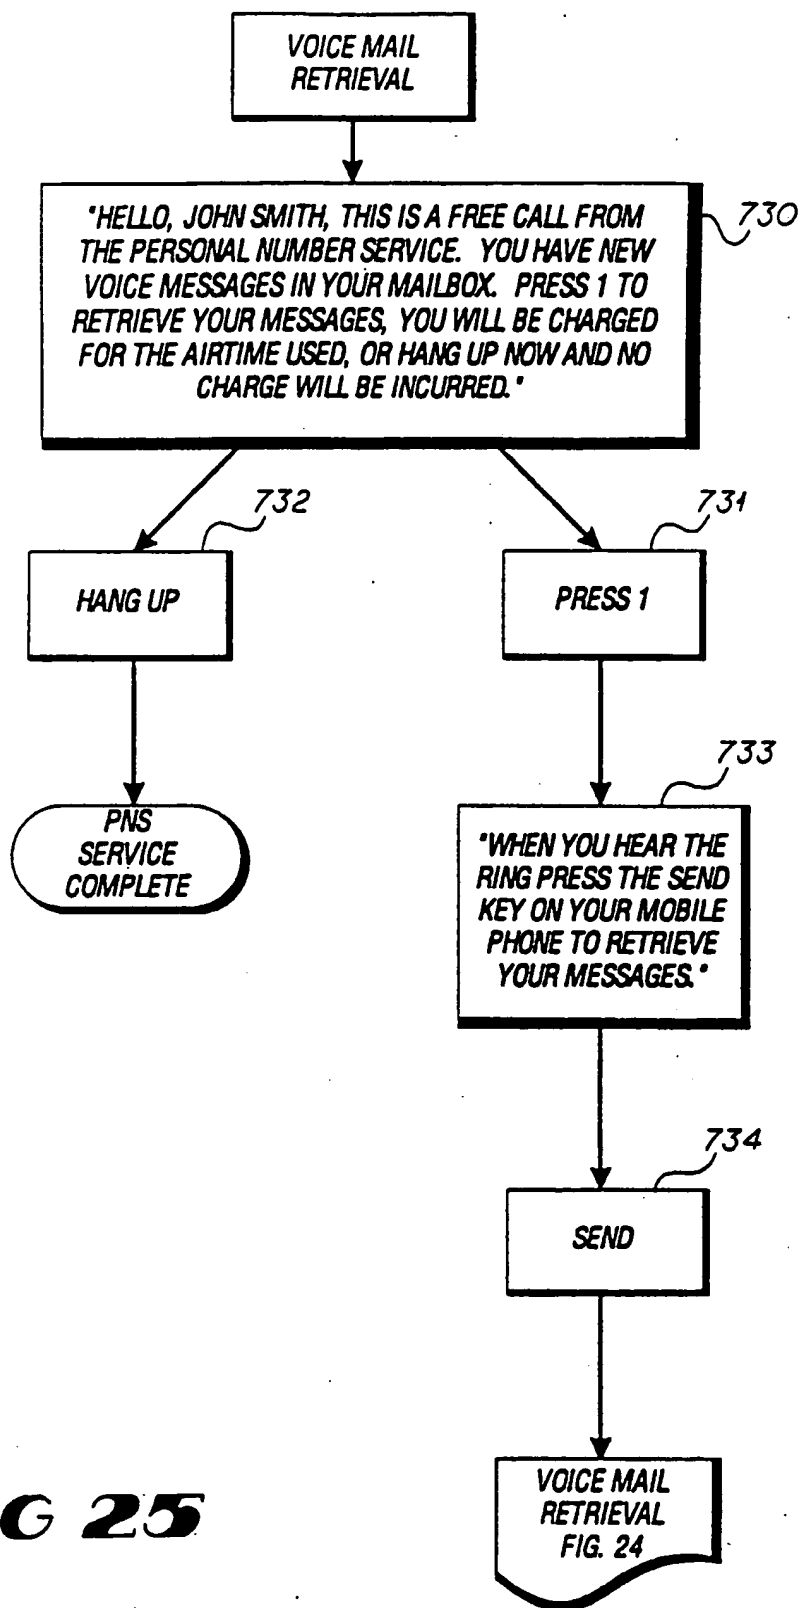 VOICE MAIL
RETRIEVAL
"HELLO, JOHN SMITH, THIS IS A FREE CALL FROM
THE PERSONAL NUMBER SERVICE. YOU HAVE NEW
VOICE MESSAGES IN YOUR MAILBOX. PRESS 1 TO
RETRIEVE YOUR MESSAGES, YOU WILL BE CHARGED
FOR THE AIRTIME USED, OR HANG UP NOW AND NO
CHARGE WILL BE INCURRED."
730
732
731
HANG UP
PRESS 1
733
PNS
SERVICE
COMPLETE
"WHEN YOU HEAR THE
RING PRESS THE SEND
KEY ON YOUR MOBILE
PHONE TO RETRIEVE
YOUR MESSAGES."
734
SEND
VOICE MAIL
RETRIEVAL
FIG. 24
G 25